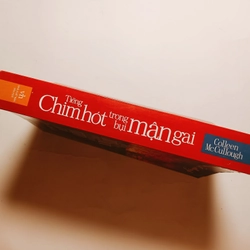 Tiếng
Chim hót trong
bụi mận gai
Colleen
McCullough